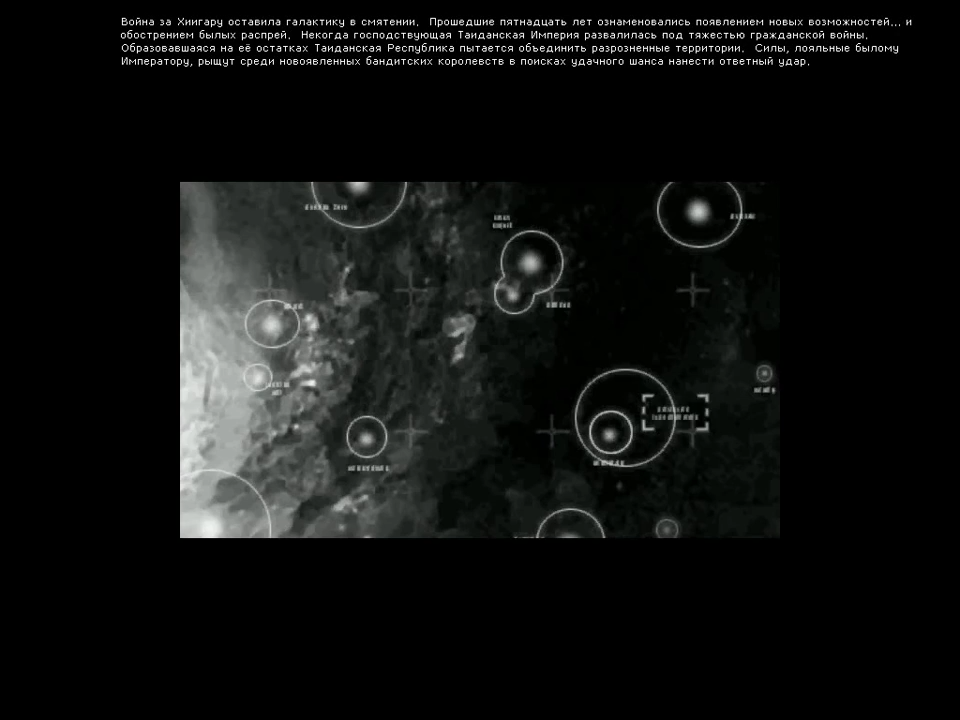 Война за Хиигару оставила галактику в смятении.  Прошедшие пятнадцать лет ознаменовались появлением новых возможностей... и
обострением былых распрей.  Некогда господствующая Таиданская Империя развалилась под тяжестью гражданской войны.
Образовавшаяся на её остатках Таиданская Республика пытается объединить разрозненные территории.  Силы, лояльные былому
Императору, рыщут среди новоявленных бандитских королевств в поисках удачного шанса нанести ответный удар.